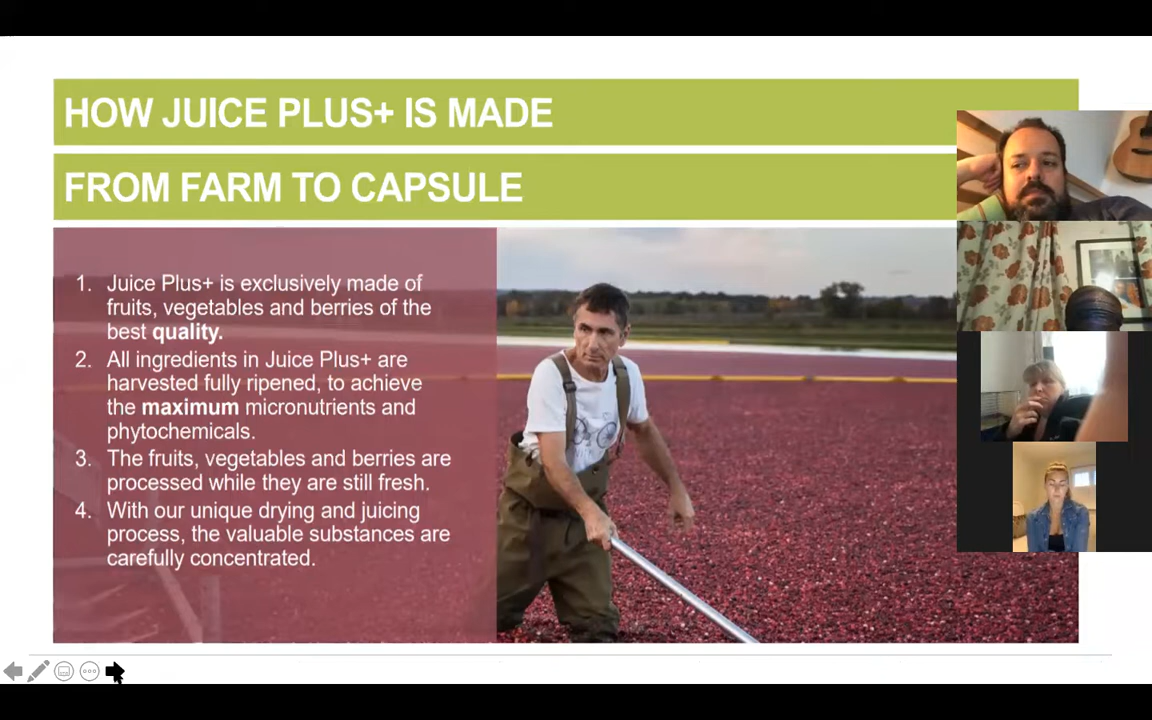 HOW JUICE PLUS+ IS MADE
FROM FARM TO CAPSULE
1. Juice Plus+ is exclusively made of
fruits, vegetables and berries of the
best quality.
2. All ingredients in Juice Plus+ are
harvested fully ripened, to achieve
the maximum micronutrients and
phytochemicals.
3. The fruits, vegetables and berries are
processed while they are still fresh.
4. With our unique drying and juicing
process, the valuable substances are
carefully concentrated.